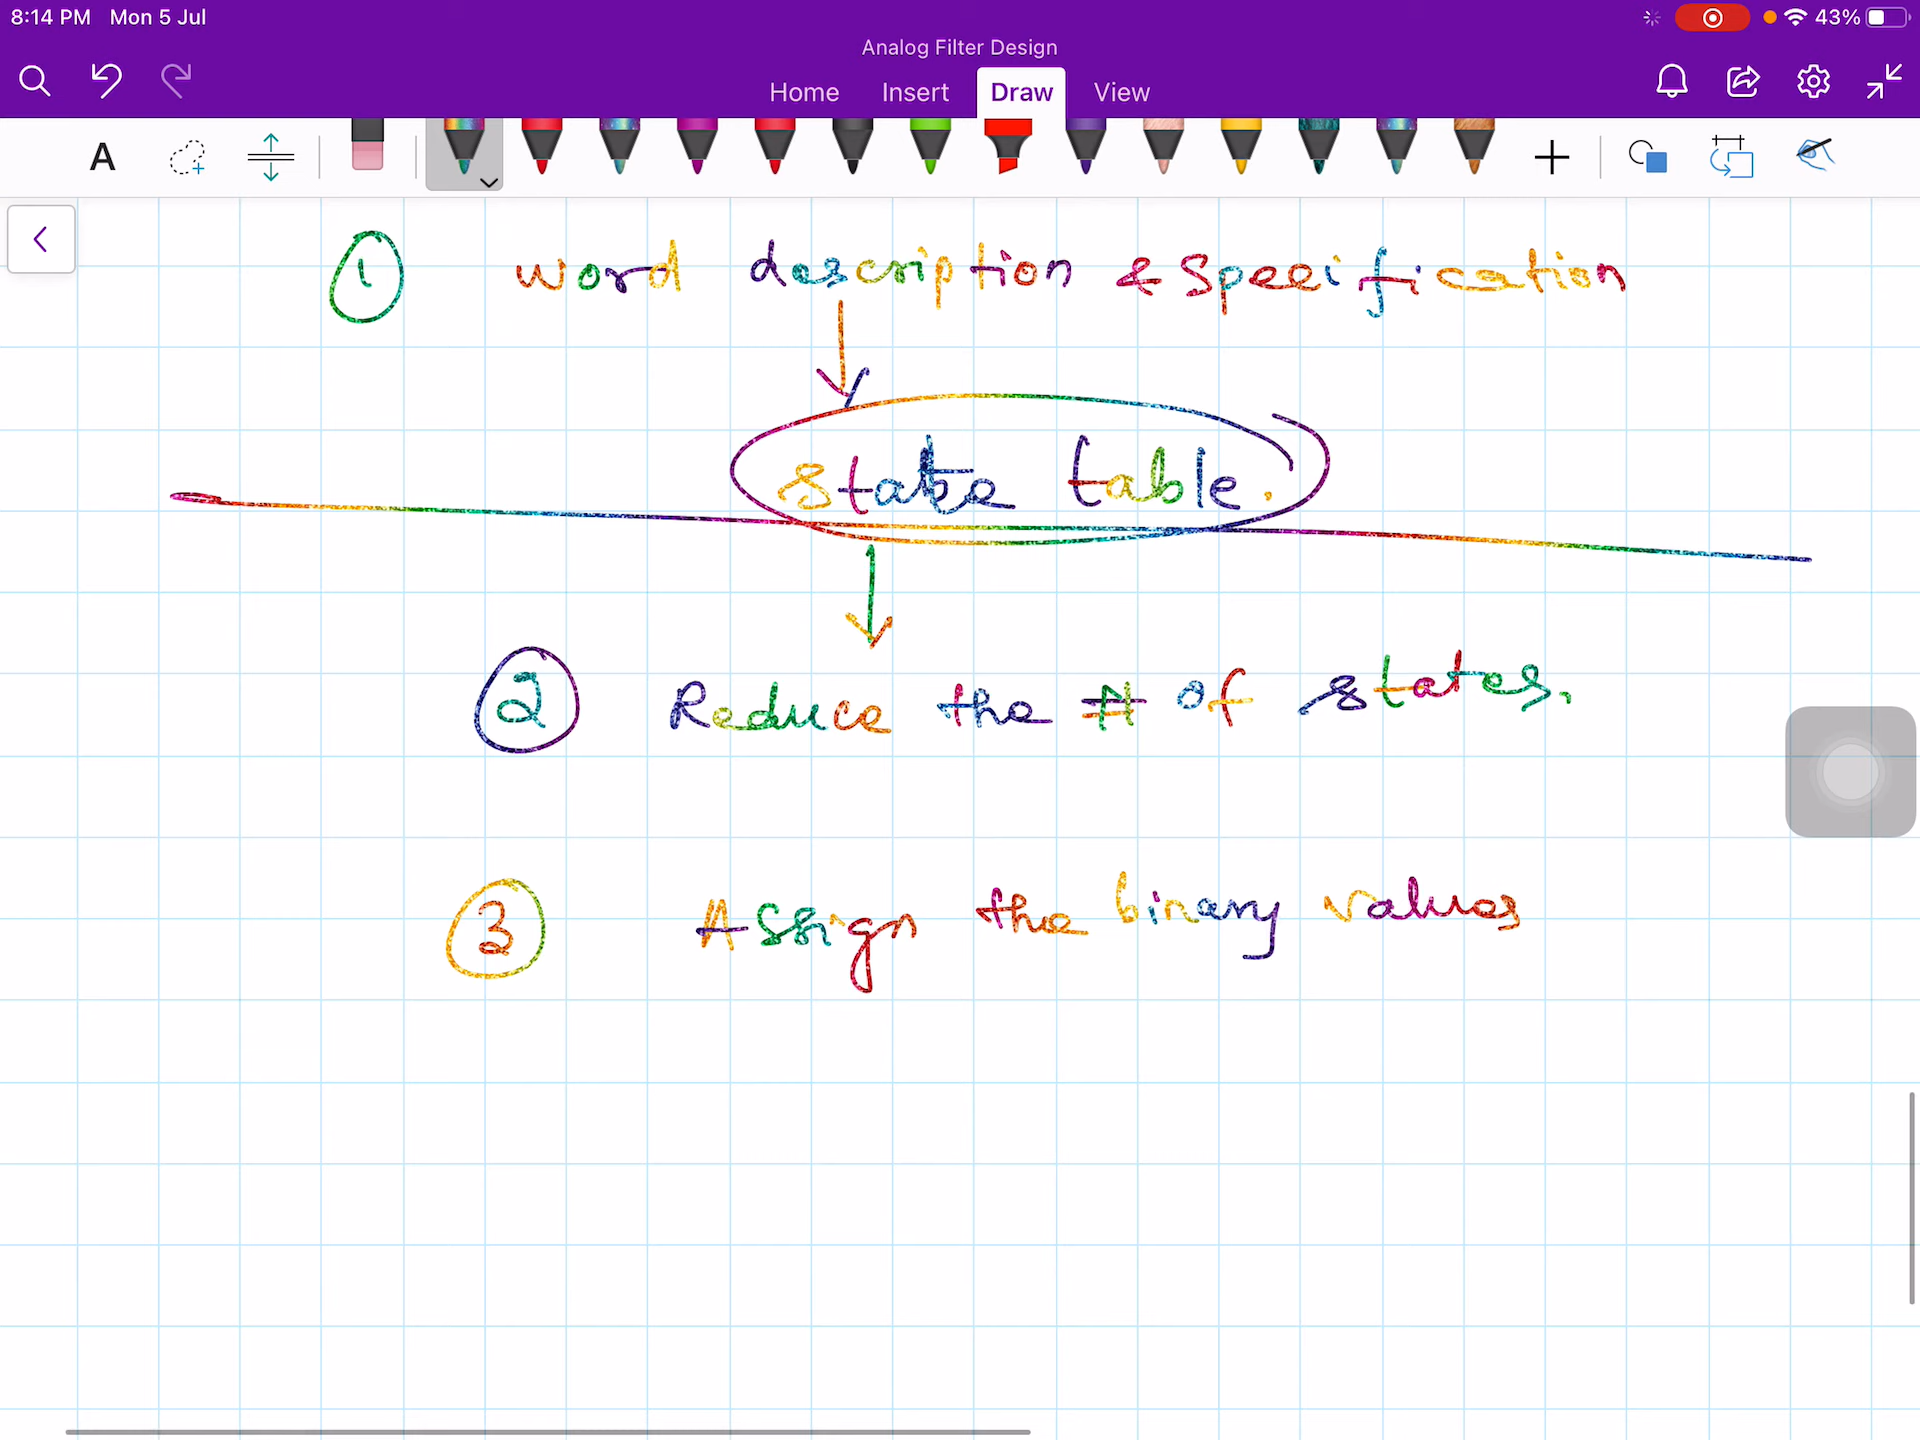 8:14 PM Mon 5 Jul 43%
Analog Filter Design
Home Insert Draw View
A
① word description & specification
state table.
② Reduce the # of states.
③ Assign the binary values